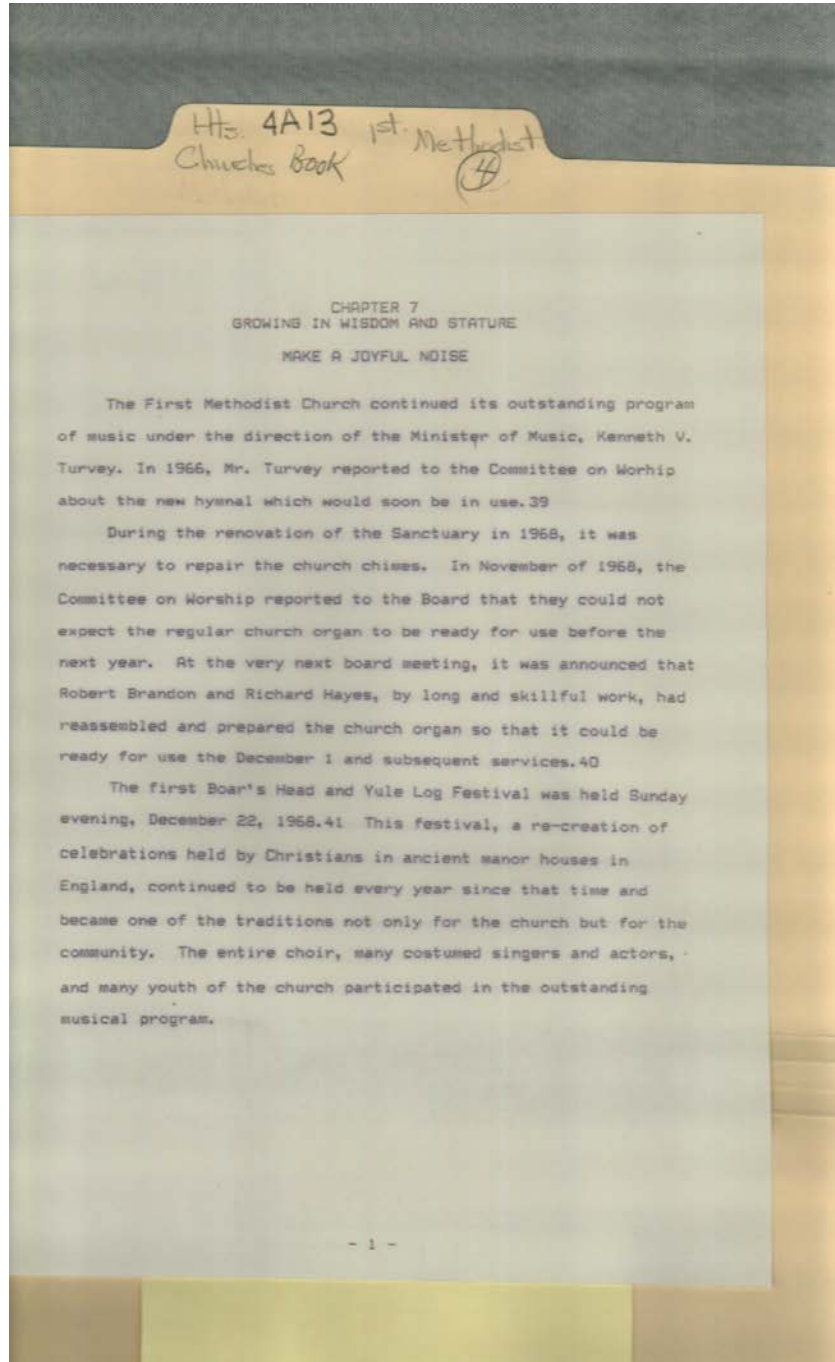 Hts. 4A13 1st. Methodist
Churches Book 4
CHAPTER 7
GROWING IN WISDOM AND STATURE
MAKE A JOYFUL NOISE
The First Methodist Church continued its outstanding program
of music under the direction of the Minister of Music, Kenneth V.
Turvey. In 1966, Mr. Turvey reported to the Committee on Worhip
about the new hymnal which would soon be in use.39
During the renovation of the Sanctuary in 1968, it was
necessary to repair the church chimes. In November of 1968, the
Committee on Worship reported to the Board that they could not
expect the regular church organ to be ready for use before the
next year. At the very next board meeting, it was announced that
Robert Brandon and Richard Hayes, by long and skillful work, had
reassembled and prepared the church organ so that it could be
ready for use the December 1 and subsequent services.40
The first Boar's Head and Yule Log Festival was held Sunday
evening, December 22, 1968.41 This festival, a re-creation of
celebrations held by Christians in ancient manor houses in
England, continued to be held every year since that time and
became one of the traditions not only for the church but for the
community. The entire choir, many costumed singers and actors,
and many youth of the church participated in the outstanding
musical program.
- 1 -